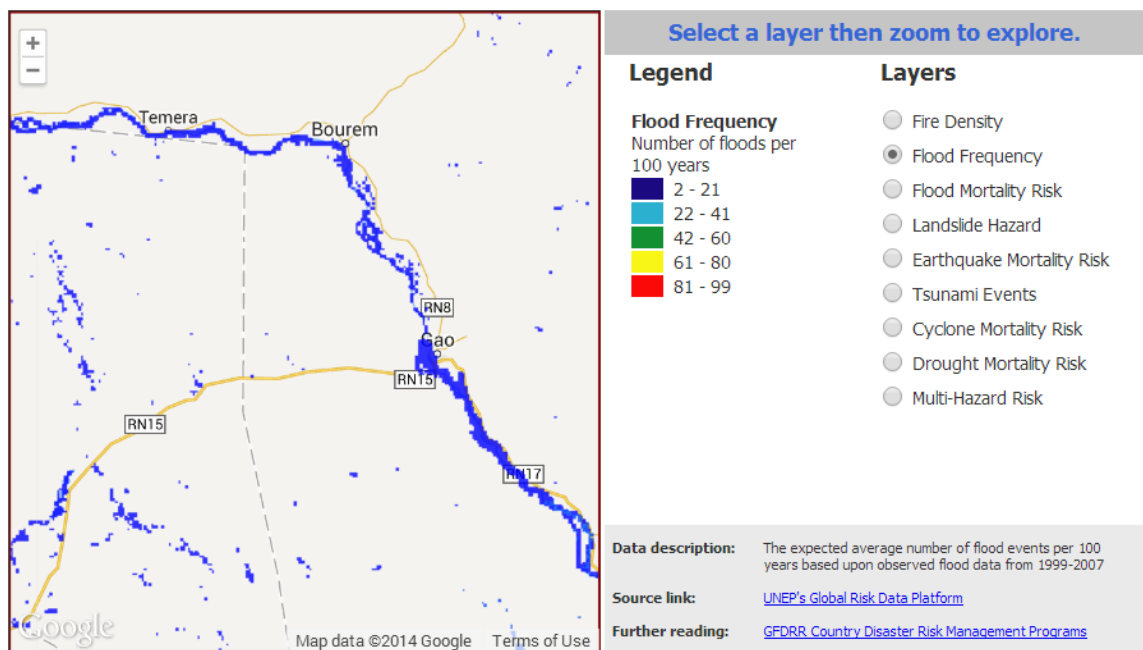 +
−
Temera
Bourem
RN8
Gao
RN15
RN15
RN17
Google
Map data ©2014 Google
Terms of Use
Select a layer then zoom to explore.
Legend
Flood Frequency
Number of floods per
100 years
2 - 21
22 - 41
42 - 60
61 - 80
81 - 99
Layers
Fire Density
Flood Frequency
Flood Mortality Risk
Landslide Hazard
Earthquake Mortality Risk
Tsunami Events
Cyclone Mortality Risk
Drought Mortality Risk
Multi-Hazard Risk
Data description: The expected average number of flood events per 100
years based upon observed flood data from 1999-2007
Source link: UNEP's Global Risk Data Platform
Further reading: GFDRR Country Disaster Risk Management Programs